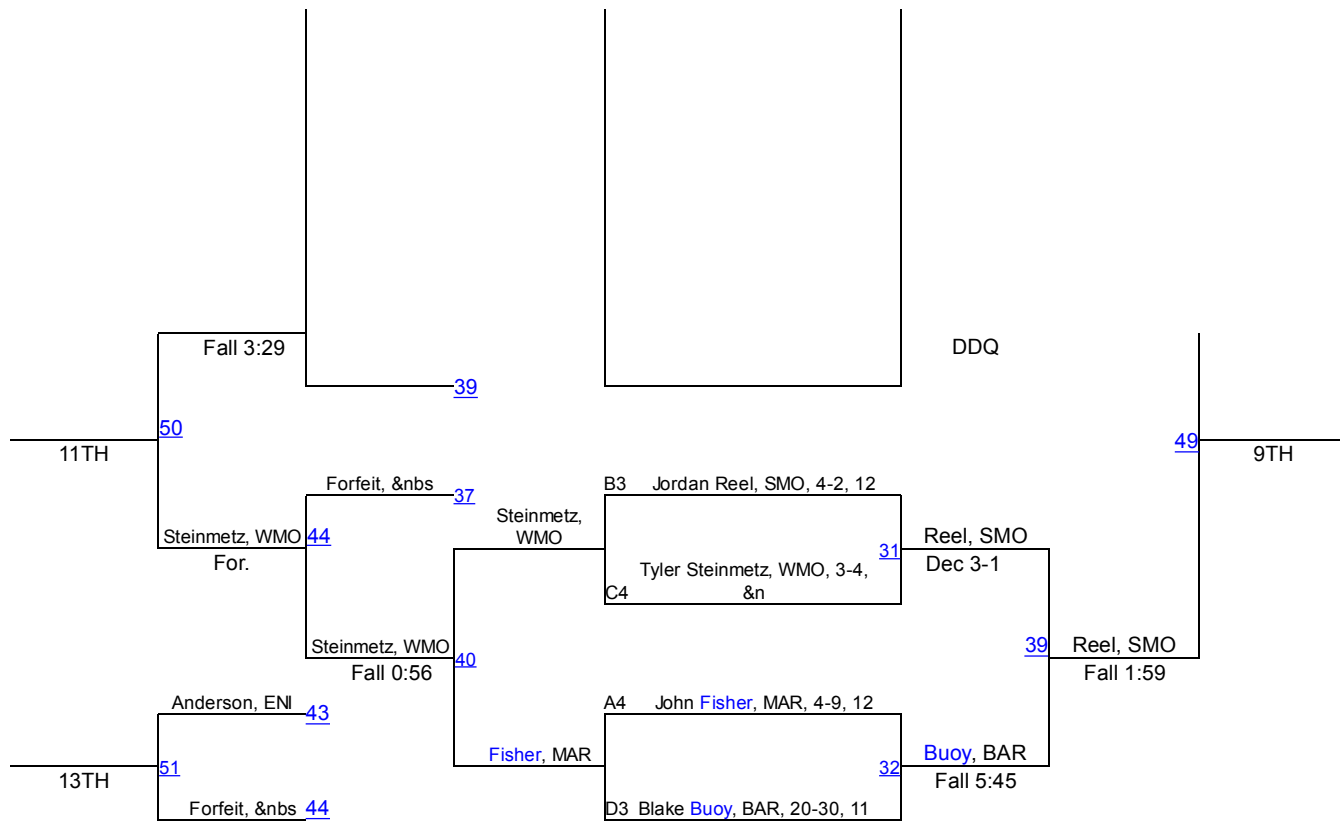 Fall 3:29
DDQ
39
50
49
11TH
9TH
Forfeit, &nbs
37
B3 Jordan Reel, SMO, 4-2, 12
Steinmetz,
WMO
Steinmetz, WMO
44
For.
31
Reel, SMO
Dec 3-1
Tyler Steinmetz, WMO, 3-4,
C4 &n
Steinmetz, WMO
40
Fall 0:56
39
Reel, SMO
Fall 1:59
Anderson, ENI
43
A4 John Fisher, MAR, 4-9, 12
Fisher, MAR
51
13TH
32
Buoy, BAR
Fall 5:45
Forfeit, &nbs
44
D3 Blake Buoy, BAR, 20-30, 11